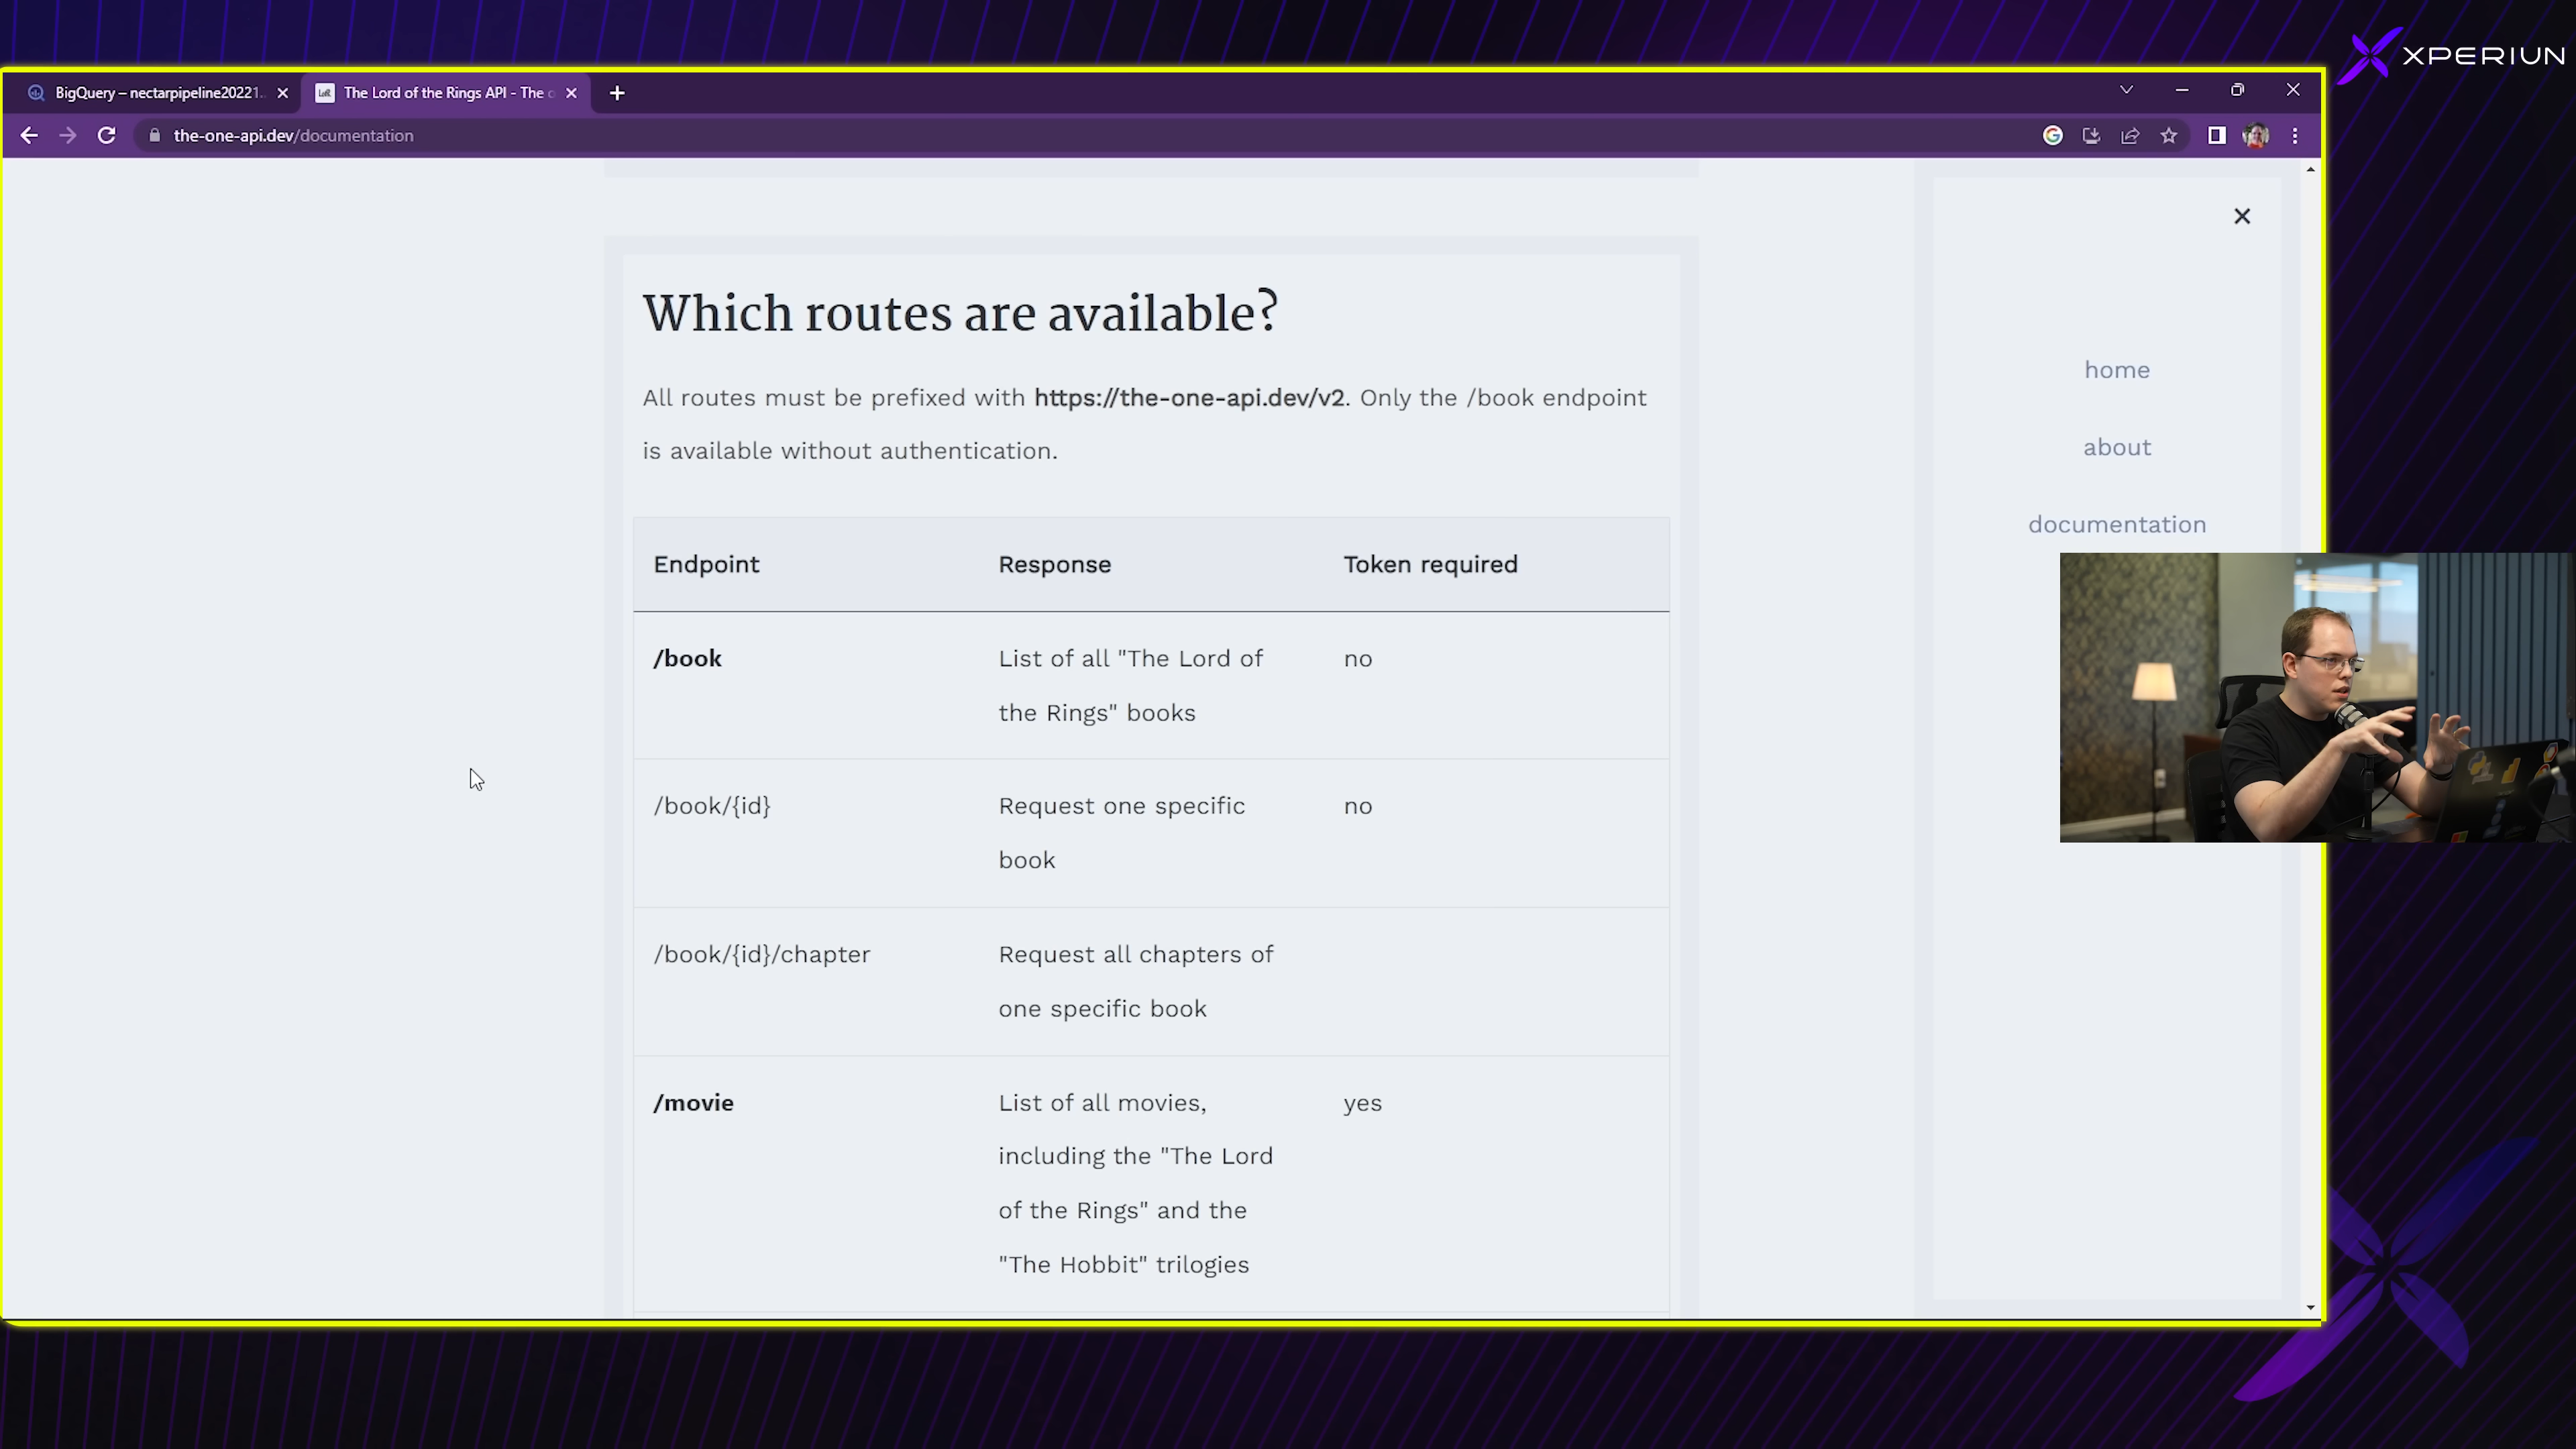 XPERIUN
BigQuery – nectarpipeline20221..
The Lord of the Rings API - The o
the-one-api.dev/documentation
Which routes are available?
All routes must be prefixed with https://the-one-api.dev/v2. Only the /book endpoint
is available without authentication.
home
about
documentation
Endpoint Response Token required
/book List of all "The Lord of no
the Rings" books
/book/{id} Request one specific no
book
/book/{id}/chapter Request all chapters of
one specific book
/movie List of all movies, yes
including the "The Lord
of the Rings" and the
"The Hobbit" trilogies